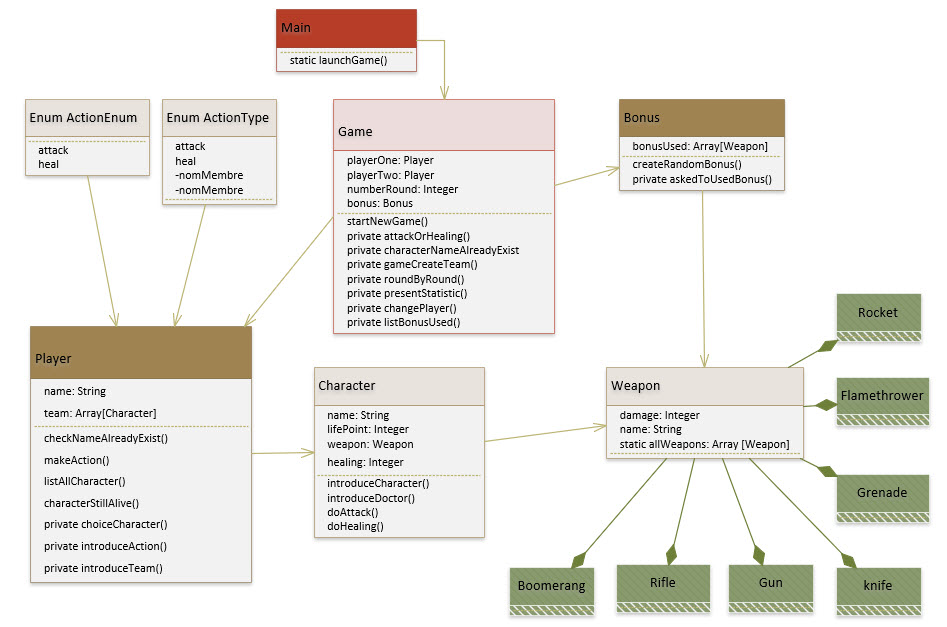 Main
static launchGame()
Enum ActionEnum
attack
heal
Enum ActionType
attack
heal
-nomMembre
-nomMembre
Game
playerOne: Player
playerTwo: Player
numberRound: Integer
bonus: Bonus
startNewGame()
private attackOrHealing()
private characterNameAlreadyExist
private gameCreateTeam()
private roundByRound()
private presentStatistic()
private changePlayer()
private listBonusUsed()
Bonus
bonusUsed: Array[Weapon]
createRandomBonus()
private askedToUsedBonus()
Player
name: String
team: Array[Character]
checkNameAlreadyExist()
makeAction()
listAllCharacter()
characterStillAlive()
private choiceCharacter()
private introduceAction()
private introduceTeam()
Character
name: String
lifePoint: Integer
weapon: Weapon
healing: Integer
introduceCharacter()
introduceDoctor()
doAttack()
doHealing()
Weapon
damage: Integer
name: String
static allWeapons: Array [Weapon]
Rocket
Flamethrower
Grenade
Boomerang
Rifle
Gun
knife